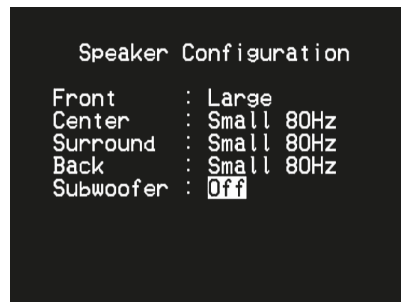 Speaker Configuration
Front : Large
Center : Small 80Hz
Surround : Small 80Hz
Back : Small 80Hz
Subwoofer : Off